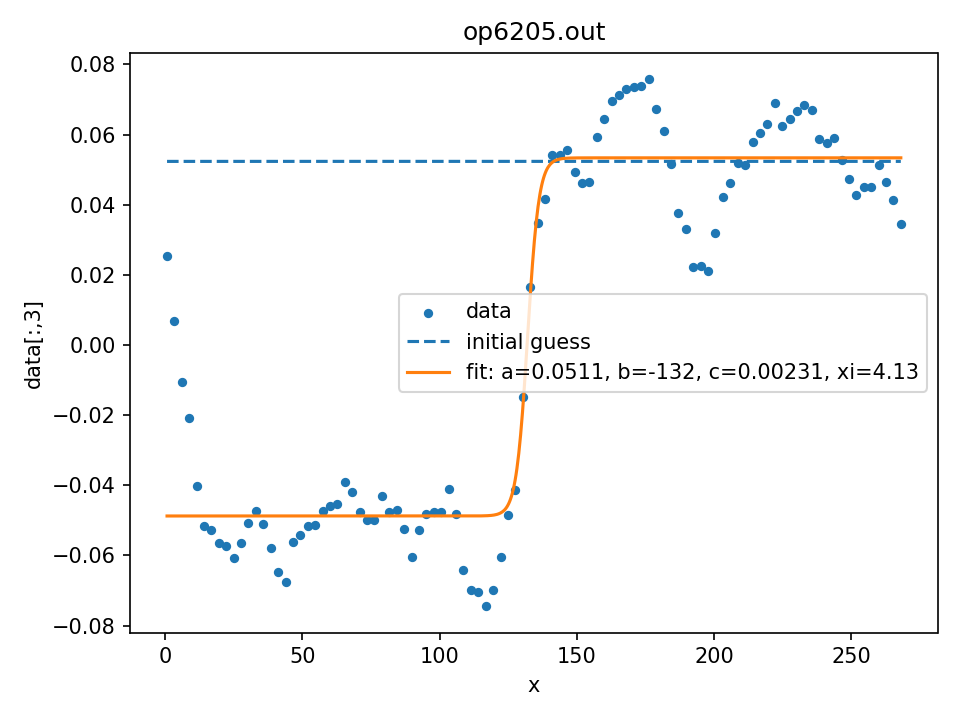 op6205.out
0.08
0.06
0.04
0.02
0.00
−0.02
−0.04
−0.06
−0.08
data[:,3]
data
initial guess
fit: a=0.0511, b=-132, c=0.00231, xi=4.13
0 50 100 150 200 250
x